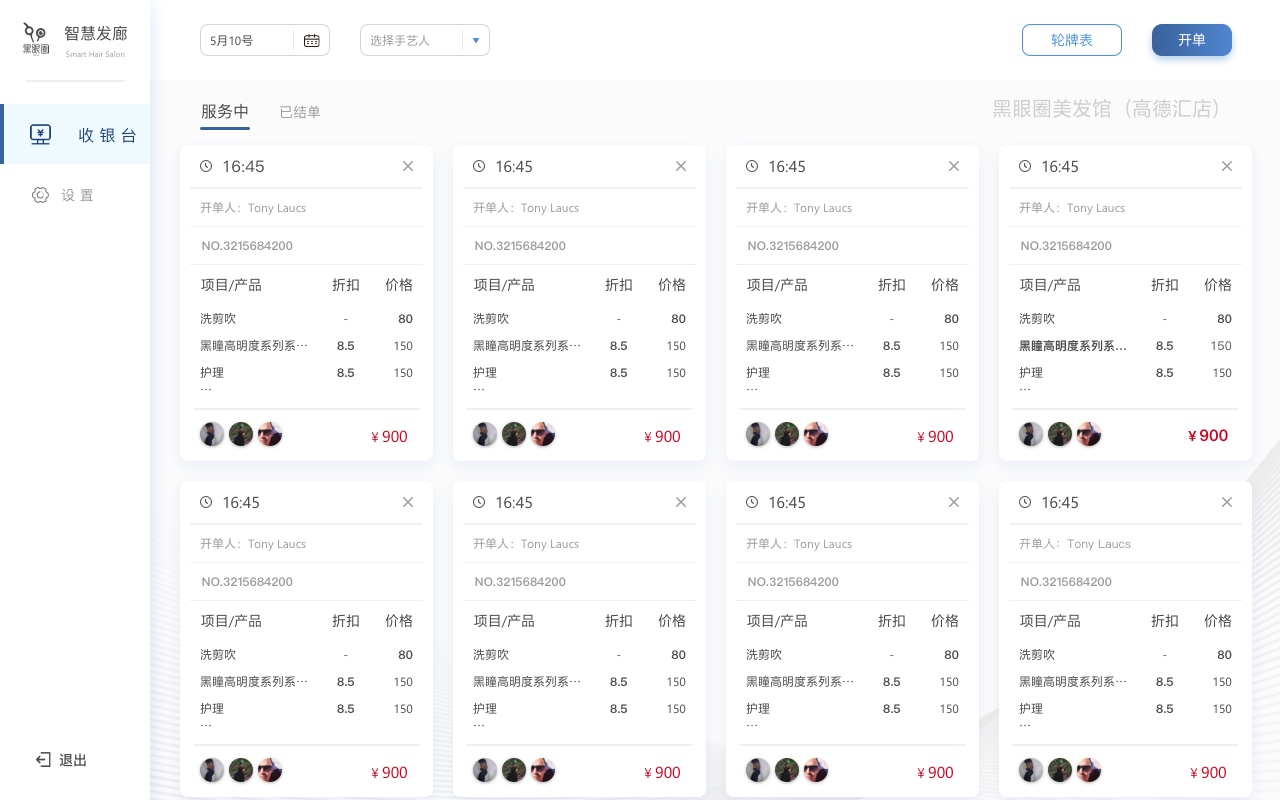 智慧发廊
Smart Hair Salon
黑眼圈
收银台
设置
退出
5月10号
选择手艺人
轮牌表
开单
服务中
已结单
黑眼圈美发馆（高德汇店）
16:45
开单人：Tony Laucs
NO.3215684200
项目/产品 折扣 价格
洗剪吹 - 80
黑瞳高明度系列系… 8.5 150
护理 8.5 150
…
¥ 900
16:45
开单人：Tony Laucs
NO.3215684200
项目/产品 折扣 价格
洗剪吹 - 80
黑瞳高明度系列系… 8.5 150
护理 8.5 150
…
¥ 900
16:45
开单人：Tony Laucs
NO.3215684200
项目/产品 折扣 价格
洗剪吹 - 80
黑瞳高明度系列系… 8.5 150
护理 8.5 150
…
¥ 900
16:45
开单人：Tony Laucs
NO.3215684200
项目/产品 折扣 价格
洗剪吹 - 80
黑瞳高明度系列系... 8.5 150
护理 8.5 150
…
¥ 900
16:45
开单人：Tony Laucs
NO.3215684200
项目/产品 折扣 价格
洗剪吹 - 80
黑瞳高明度系列系… 8.5 150
护理 8.5 150
…
¥ 900
16:45
开单人：Tony Laucs
NO.3215684200
项目/产品 折扣 价格
洗剪吹 - 80
黑瞳高明度系列系… 8.5 150
护理 8.5 150
…
¥ 900
16:45
开单人：Tony Laucs
NO.3215684200
项目/产品 折扣 价格
洗剪吹 - 80
黑瞳高明度系列系… 8.5 150
护理 8.5 150
…
¥ 900
16:45
开单人：Tony Laucs
NO.3215684200
项目/产品 折扣 价格
洗剪吹 - 80
黑瞳高明度系列系… 8.5 150
护理 8.5 150
…
¥ 900